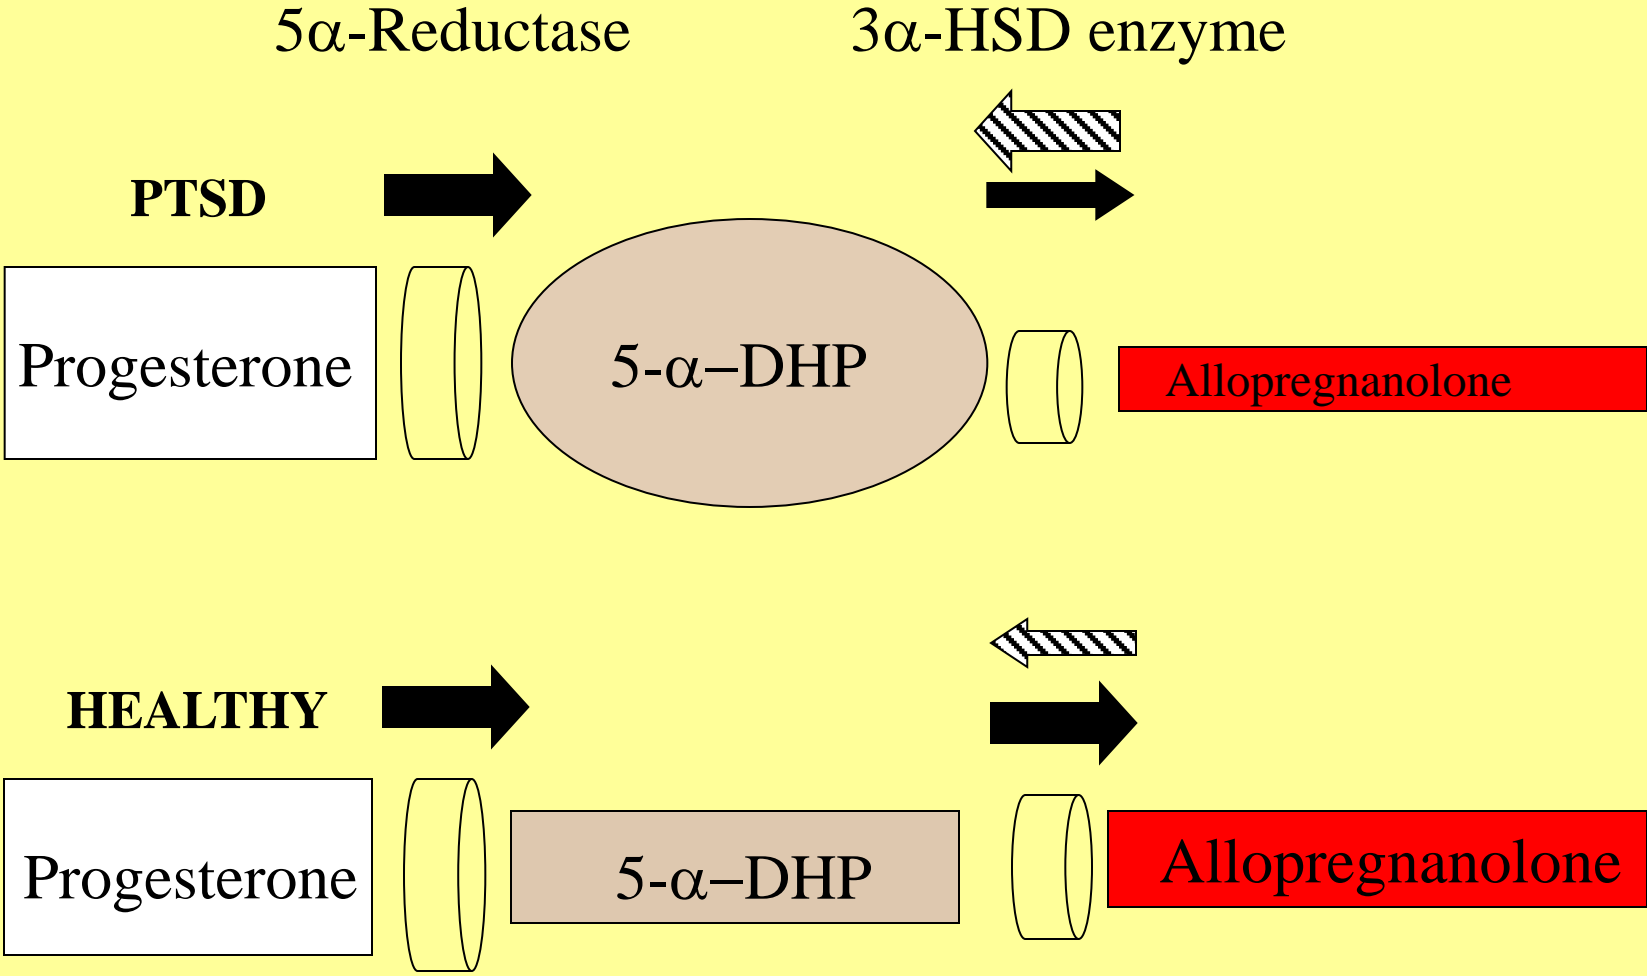 5α-Reductase
3α-HSD enzyme
PTSD
Progesterone
5-α–DHP
Allopregnanolone
HEALTHY
Progesterone
5-α–DHP
Allopregnanolone